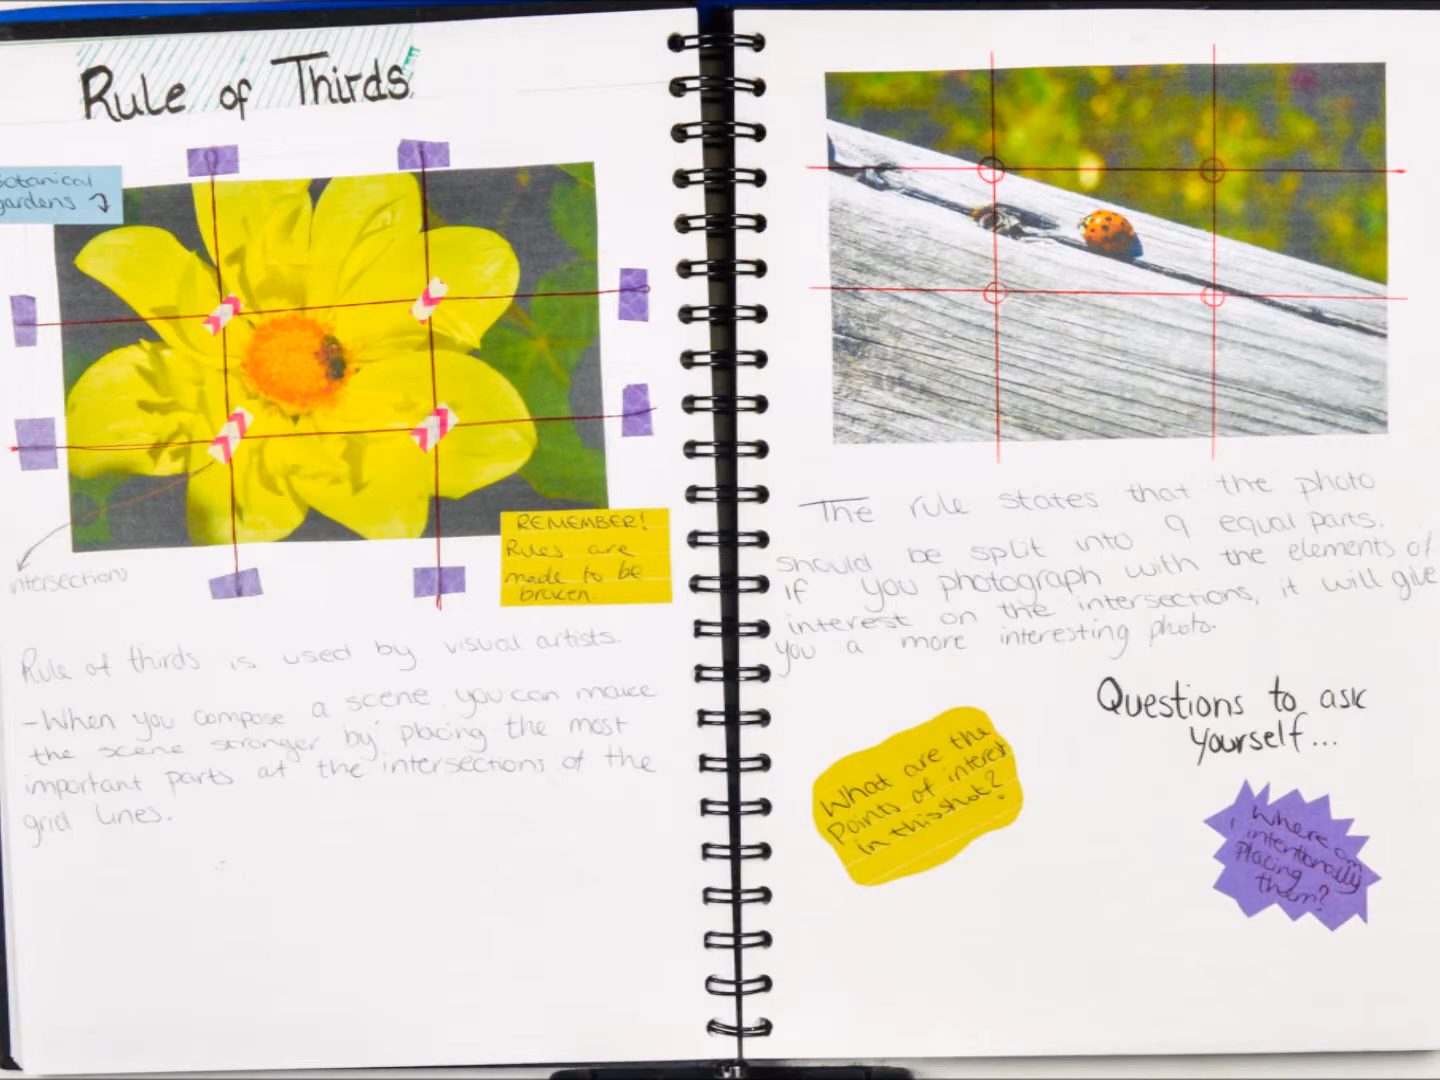 Rule of Thirds
Botanical
gardens
intersections
REMEMBER!
Rules are
made to be
broken.
Rule of thirds is used by visual artists.
-When you compose a scene, you can make
the scene stronger by placing the most
important parts at the intersections of the
grid lines.
The rule states that the photo
should be split into 9 equal parts.
If you photograph with the elements of
interest on the intersections, it will give
you a more interesting photo.
Questions to ask
yourself...
What are the
Points of interest
in this shot?
Where am
I intentionally
placing
them?